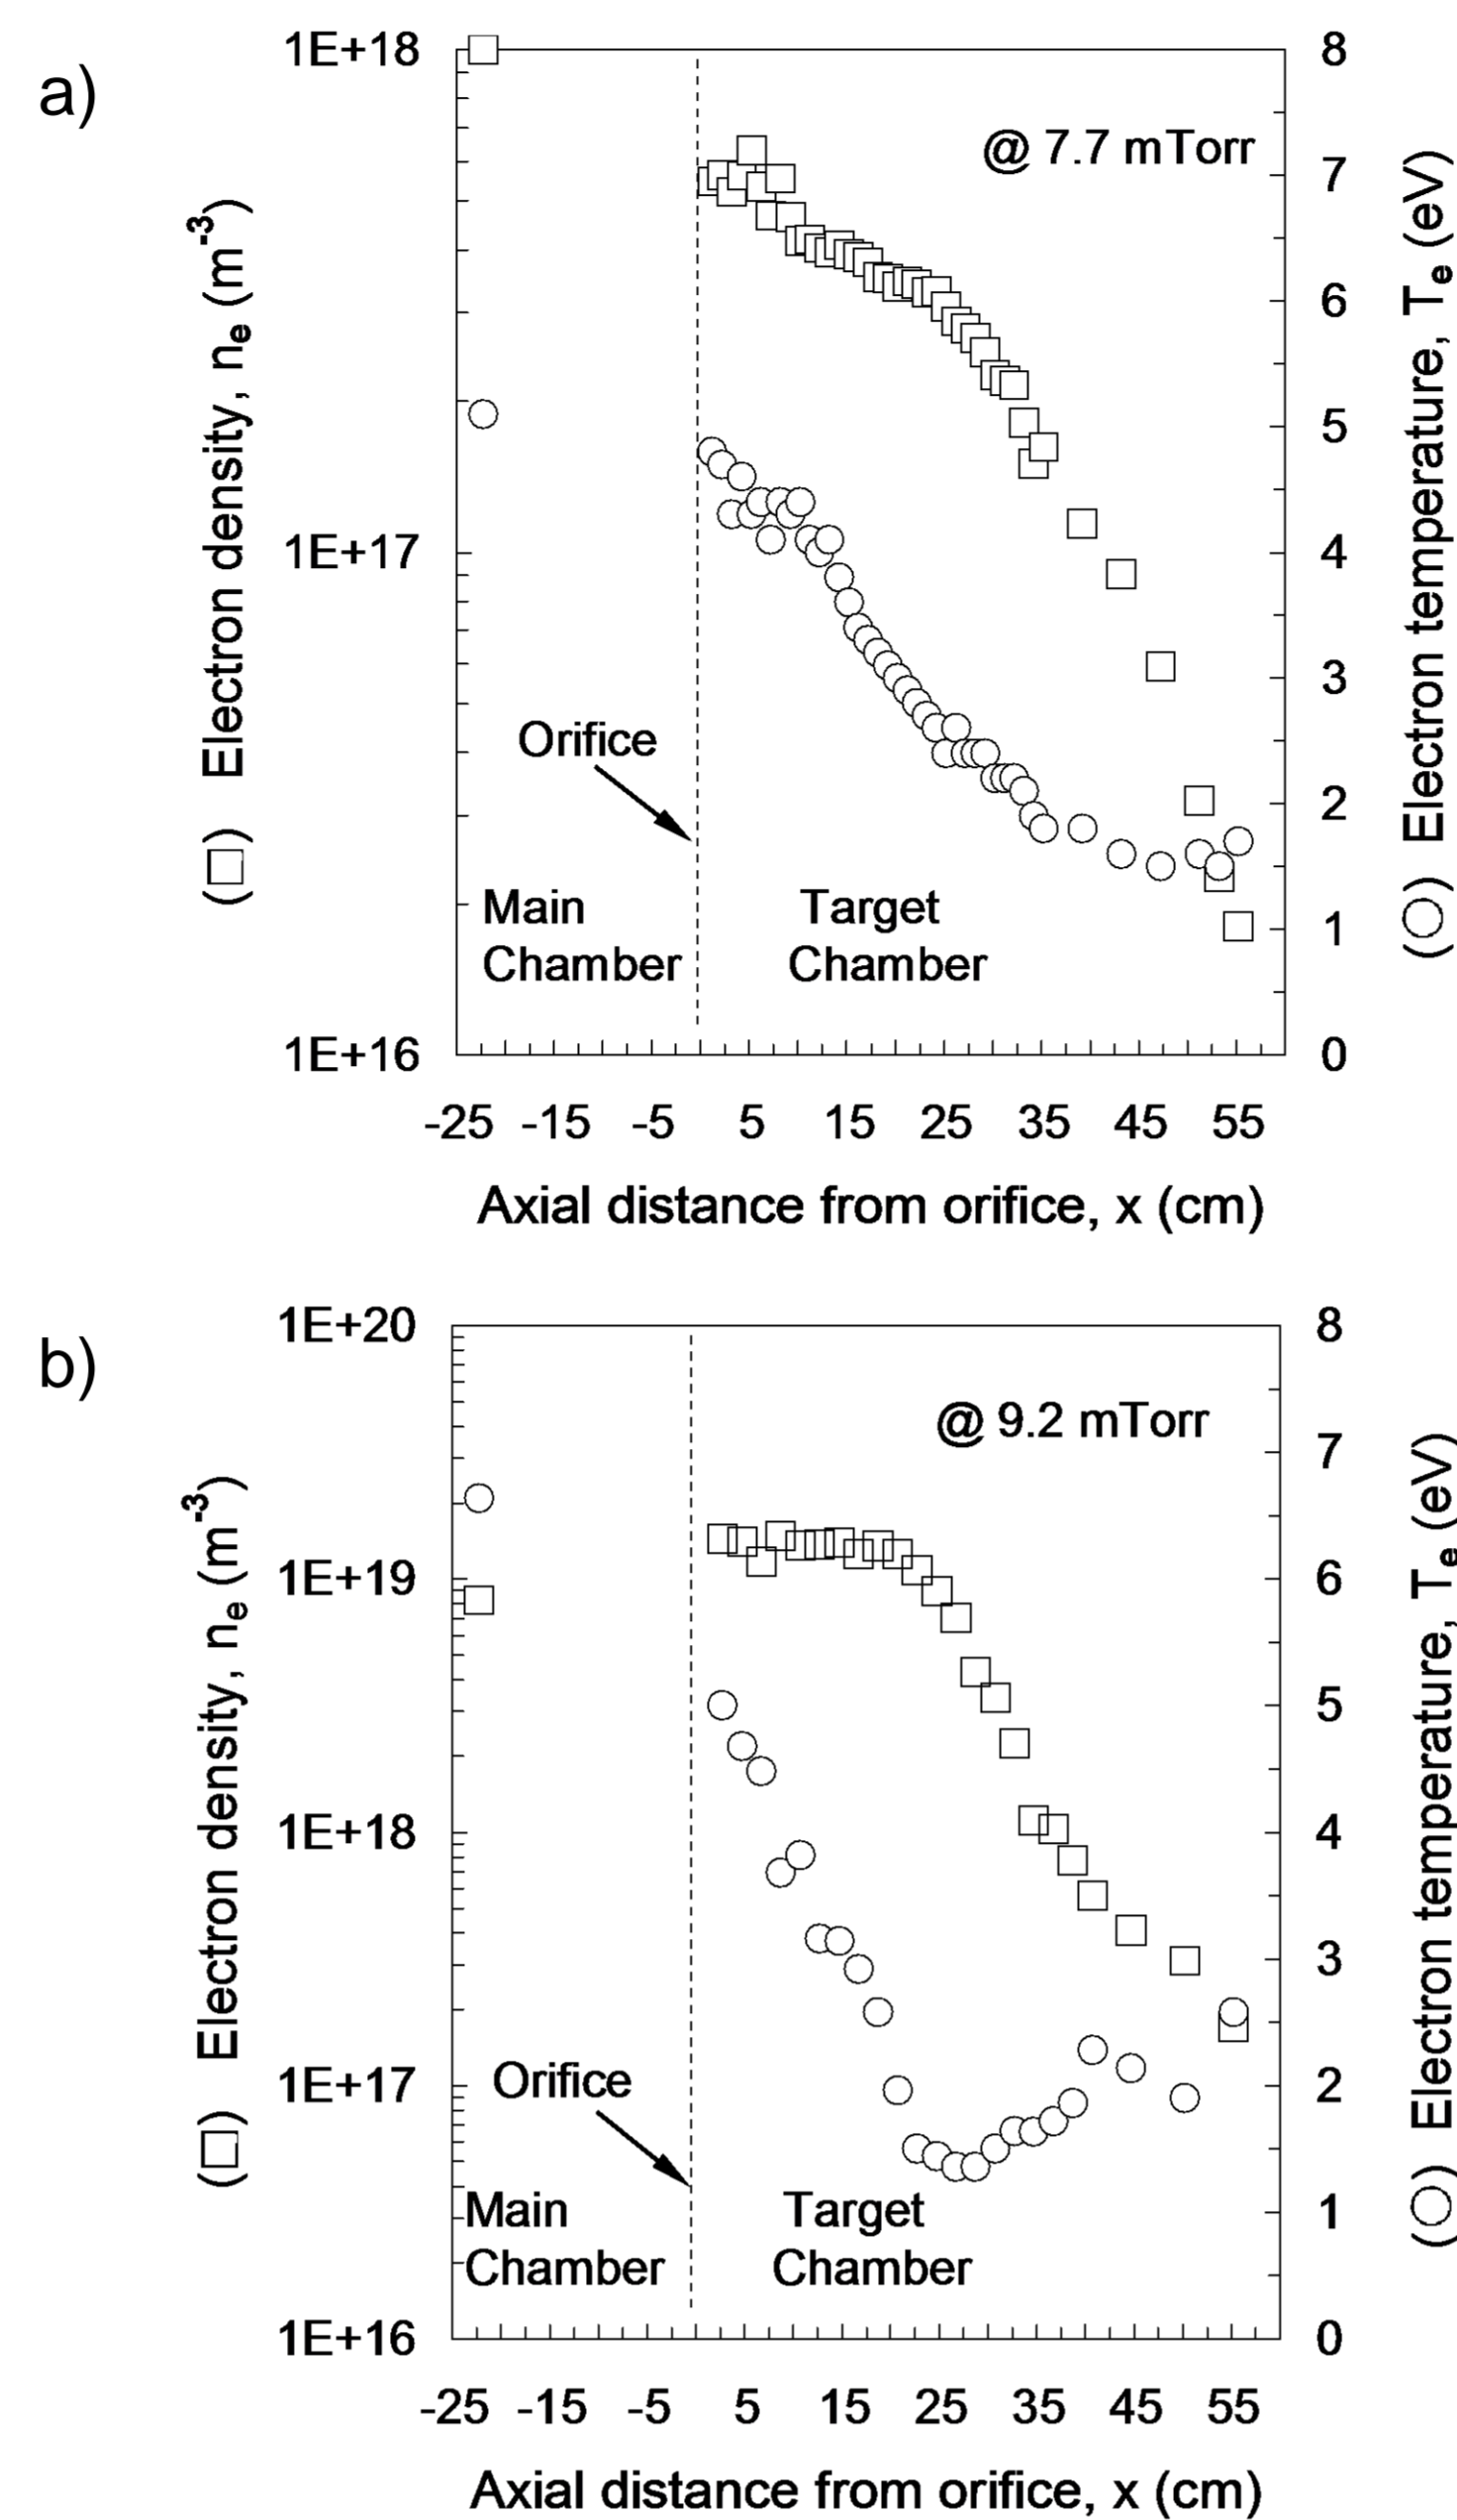 a)
1E+18
1E+17
1E+16
(□) Electron density, nₑ (m⁻³)
8
7
6
5
4
3
2
1
0
(○) Electron temperature, Tₑ (eV)
@ 7.7 mTorr
Orifice
Main
Chamber
Target
Chamber
-25 -15 -5 5 15 25 35 45 55
Axial distance from orifice, x (cm)
b)
1E+20
1E+19
1E+18
1E+17
1E+16
(□) Electron density, nₑ (m⁻³)
8
7
6
5
4
3
2
1
0
(○) Electron temperature, Tₑ (eV)
@ 9.2 mTorr
Orifice
Main
Chamber
Target
Chamber
-25 -15 -5 5 15 25 35 45 55
Axial distance from orifice, x (cm)